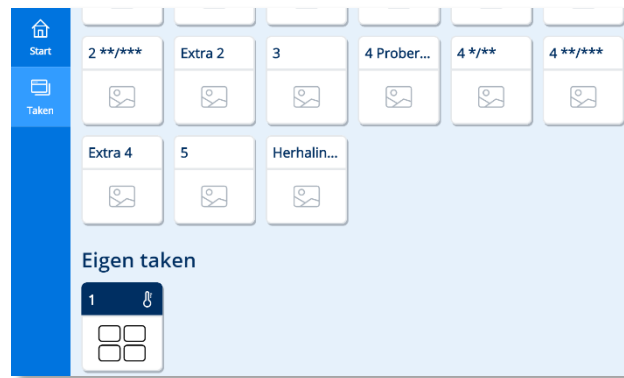 Start
Taken
2 **/***
Extra 2
3
4 Prober...
4 */**
4 **/***
Extra 4
5
Herhalin...
Eigen taken
1